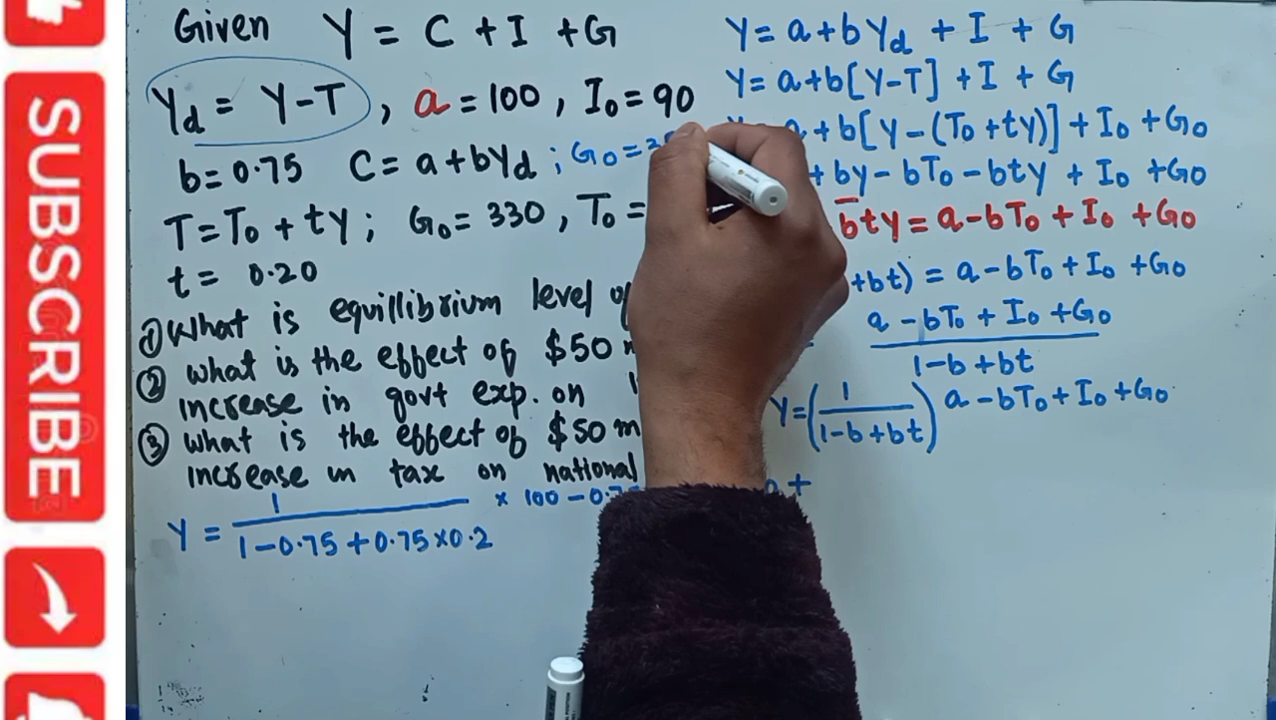 SUBSCRIBE
Given Y = C + I + G
Yd = Y-T , a = 100 , I0 = 90
b = 0.75 C = a + bYd ; G0 =
T = T0 + tY ; G0 = 330 , T0 =
t = 0.20
① What is equillibrium level
② what is the effect of $50
increase in govt exp. on
③ what is the effect of $50 m
increase in tax on national
Y = 1 / 1-0.75+0.75×0.2 × 100 - 0.75
Y = a + b Yd + I + G
Y = a + b[Y-T] + I + G
+ b[Y-(T0+tY)] + I0 + G0
+ bY - bT0 - btY + I0 + G0
btY = a - bT0 + I0 + G0
+bt) = a - bT0 + I0 + G0
a - bT0 + I0 + G0 / 1-b+bt
Y = (1 / 1-b+bt) a - bT0 + I0 + G0